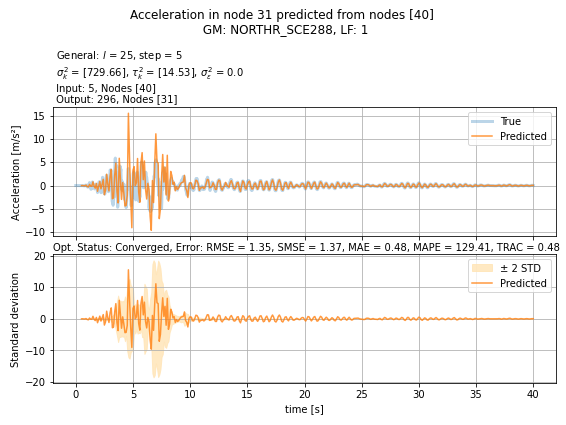 Acceleration in node 31 predicted from nodes [40]
GM: NORTHR_SCE288, LF: 1
General: l = 25, step = 5
σ²ₖ = [729.66], τ²ₖ = [14.53], σ²ε = 0.0
Input: 5, Nodes [40]
Output: 296, Nodes [31]
15
10
5
0
−5
−10
Acceleration [m/s²]
True
Predicted
Opt. Status: Converged, Error: RMSE = 1.35, SMSE = 1.37, MAE = 0.48, MAPE = 129.41, TRAC = 0.48
20
10
0
−10
−20
Standard deviation
± 2 STD
Predicted
0 5 10 15 20 25 30 35 40
time [s]